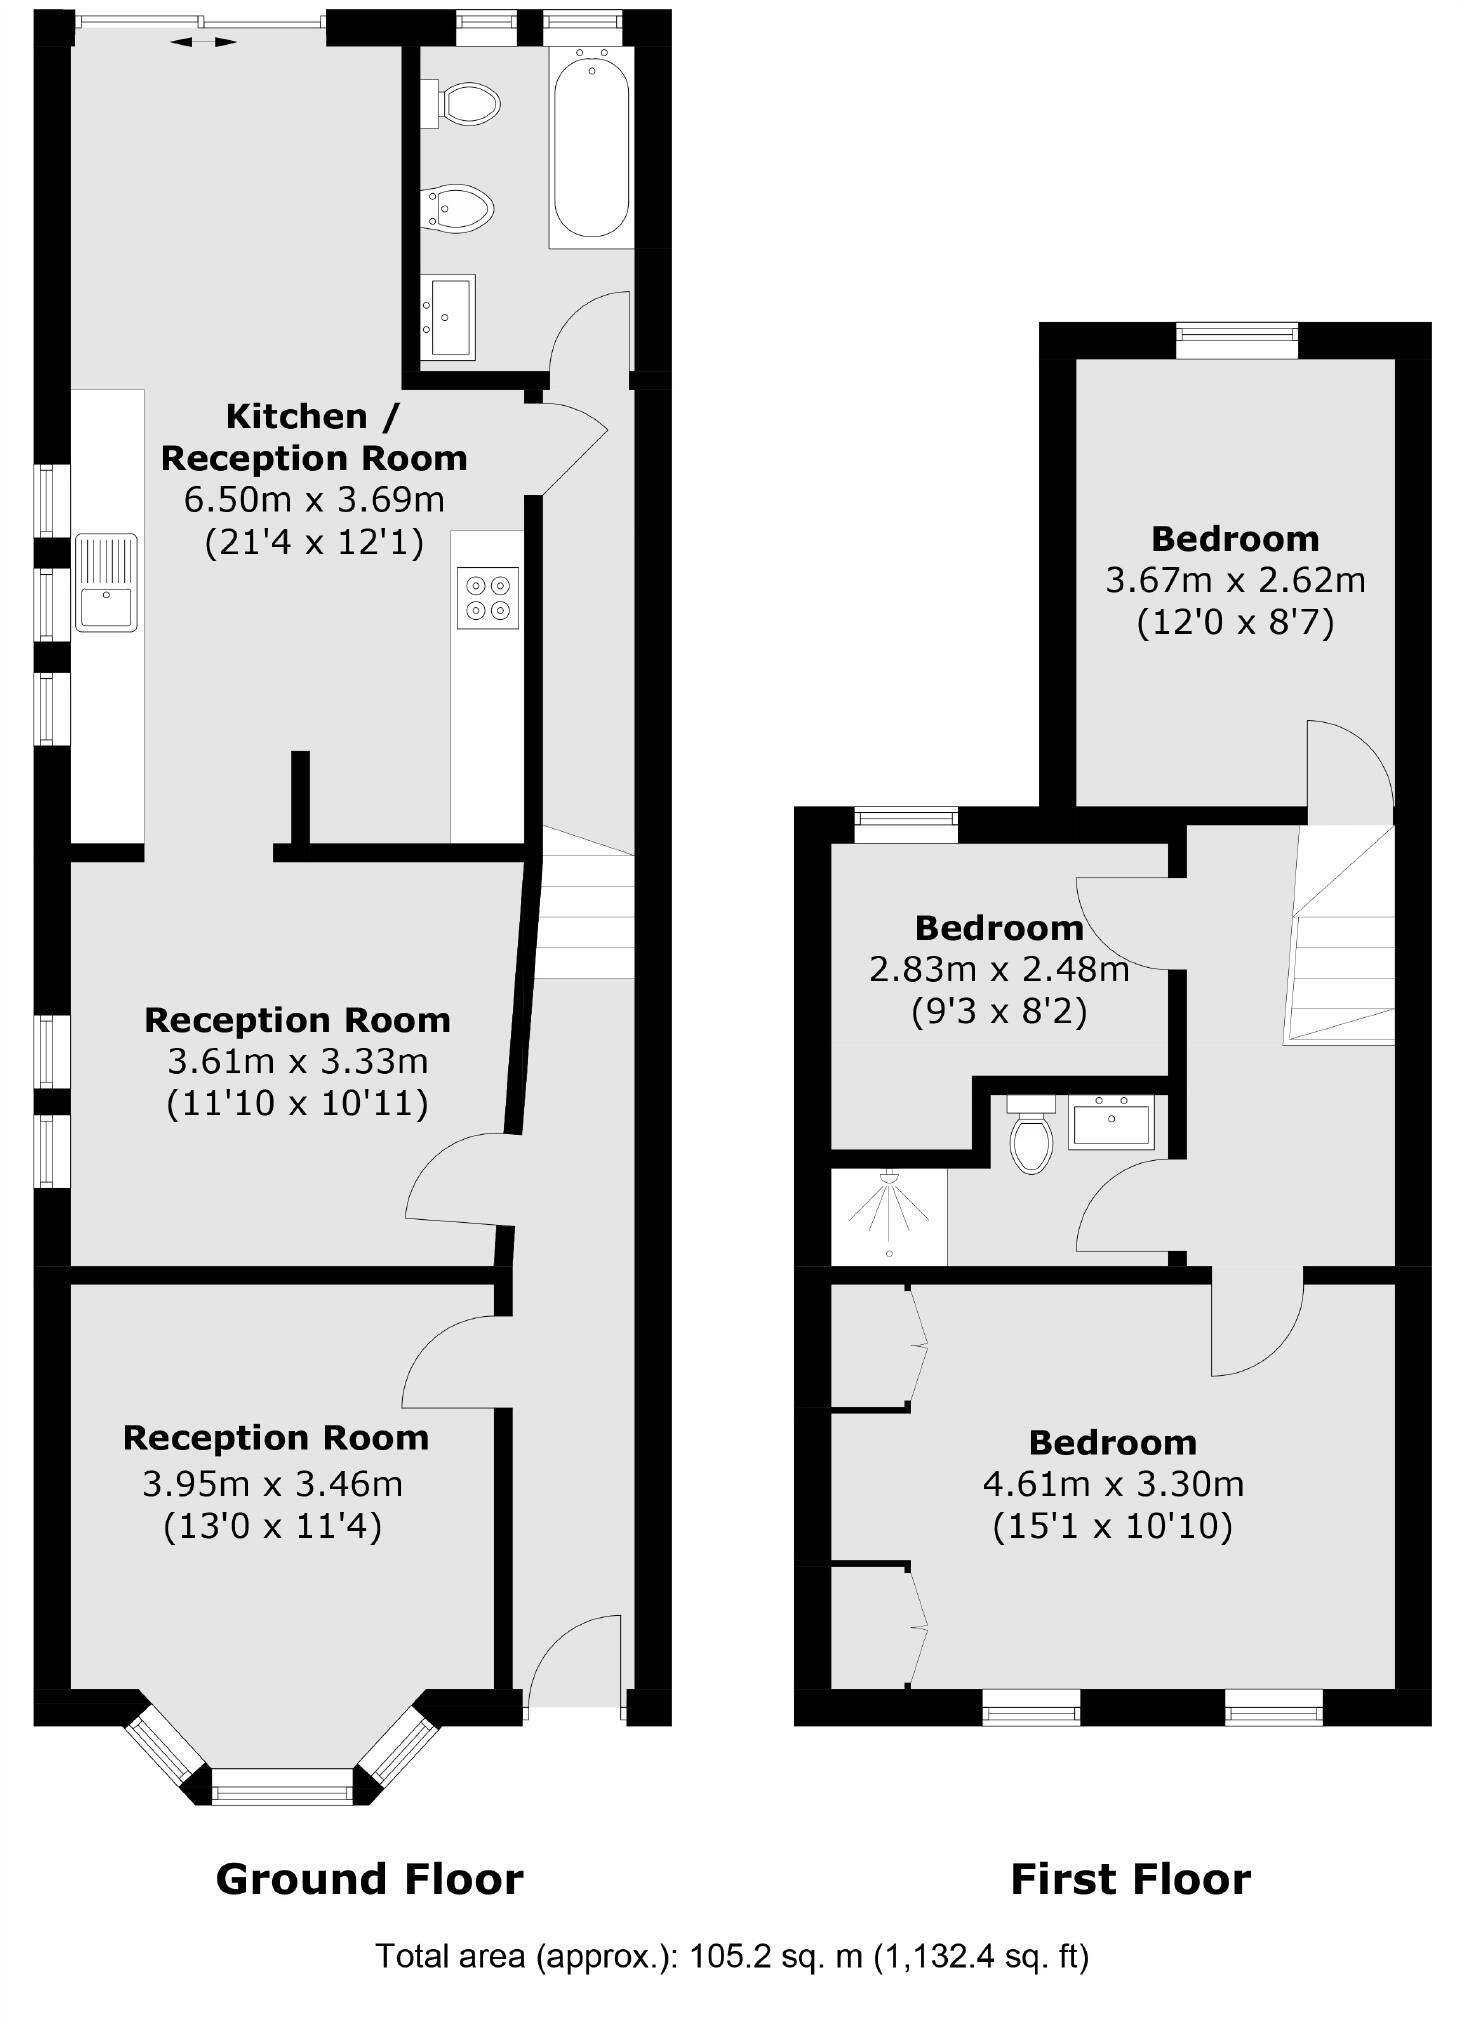 Kitchen /
Reception Room
6.50m x 3.69m
(21'4 x 12'1)
Reception Room
3.61m x 3.33m
(11'10 x 10'11)
Reception Room
3.95m x 3.46m
(13'0 x 11'4)
Ground Floor
Bedroom
3.67m x 2.62m
(12'0 x 8'7)
Bedroom
2.83m x 2.48m
(9'3 x 8'2)
Bedroom
4.61m x 3.30m
(15'1 x 10'10)
First Floor
Total area (approx.): 105.2 sq. m (1,132.4 sq. ft)